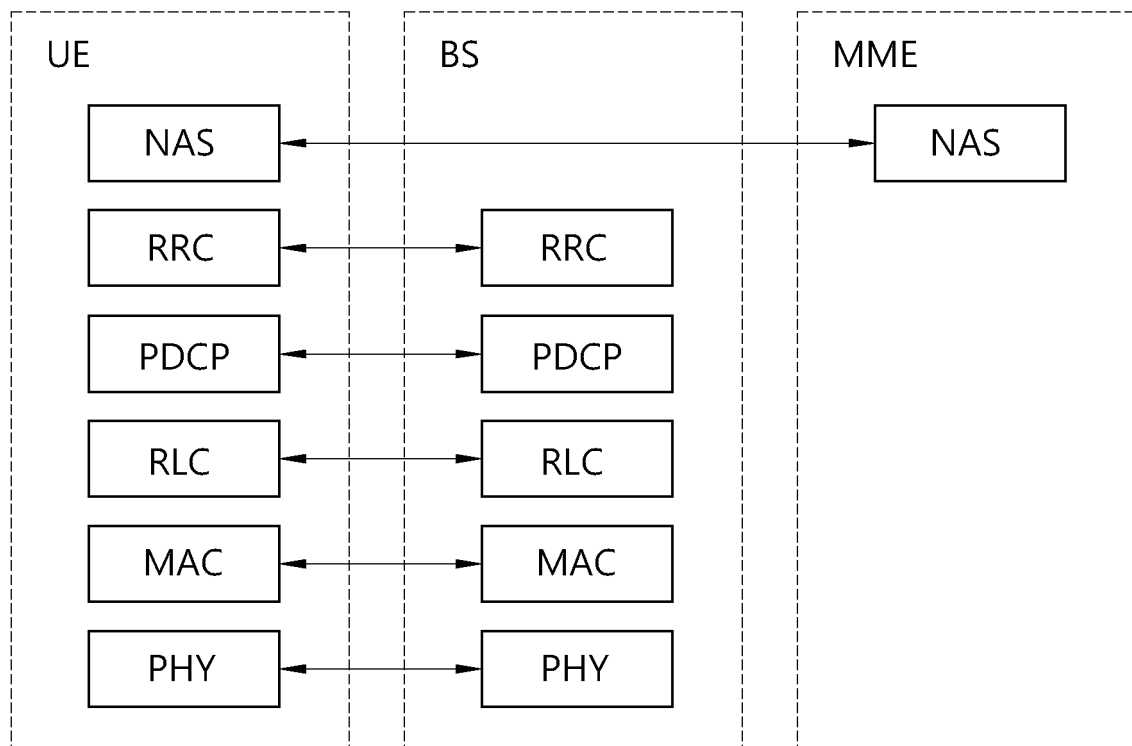 UE BS MME
NAS NAS
RRC RRC
PDCP PDCP
RLC RLC
MAC MAC
PHY PHY